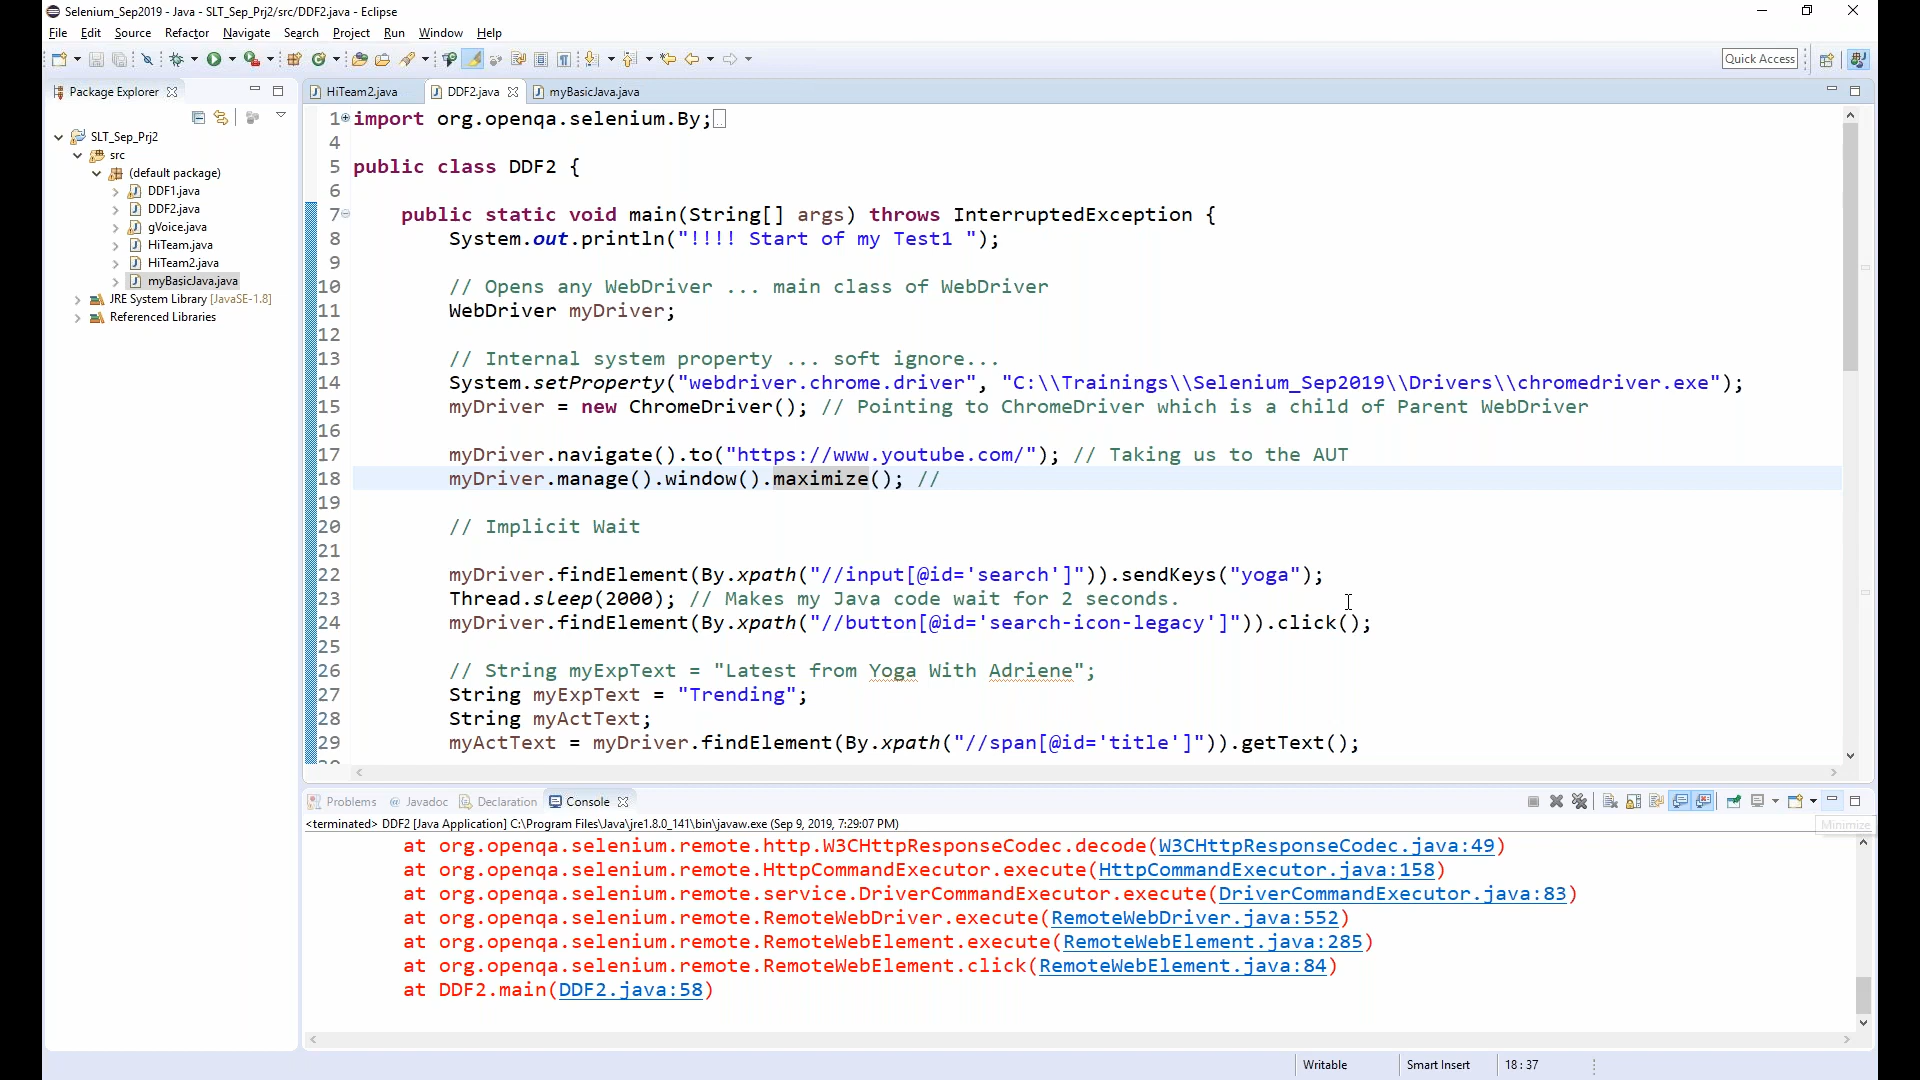 Selenium_Sep2019 - Java - SLT_Sep_Prj2/src/DDF2.java - Eclipse
File Edit Source Refactor Navigate Search Project Run Window Help
Quick Access
Package Explorer
SLT_Sep_Prj2
src
(default package)
DDF1.java
DDF2.java
gVoice.java
HiTeam.java
HiTeam2.java
myBasicJava.java
JRE System Library [JavaSE-1.8]
Referenced Libraries
HiTeam2.java DDF2.java myBasicJava.java
1 import org.openqa.selenium.By;
4
5 public class DDF2 {
6
7 public static void main(String[] args) throws InterruptedException {
8 System.out.println("!!!! Start of my Test1 ");
9
10 // Opens any WebDriver ... main class of WebDriver
11 WebDriver myDriver;
12
13 // Internal system property ... soft ignore...
14 System.setProperty("webdriver.chrome.driver", "C:\\Trainings\\Selenium_Sep2019\\Drivers\\chromedriver.exe");
15 myDriver = new ChromeDriver(); // Pointing to ChromeDriver which is a child of Parent WebDriver
16
17 myDriver.navigate().to("https://www.youtube.com/"); // Taking us to the AUT
18 myDriver.manage().window().maximize(); //
19
20 // Implicit Wait
21
22 myDriver.findElement(By.xpath("//input[@id='search']")).sendKeys("yoga");
23 Thread.sleep(2000); // Makes my Java code wait for 2 seconds.
24 myDriver.findElement(By.xpath("//button[@id='search-icon-legacy']")).click();
25
26 // String myExpText = "Latest from Yoga With Adriene";
27 String myExpText = "Trending";
28 String myActText;
29 myActText = myDriver.findElement(By.xpath("//span[@id='title']")).getText();
Problems Javadoc Declaration Console
Minimize
<terminated> DDF2 [Java Application] C:\Program Files\Java\jre1.8.0_141\bin\javaw.exe (Sep 9, 2019, 7:29:07 PM)
at org.openqa.selenium.remote.http.W3CHttpResponseCodec.decode(W3CHttpResponseCodec.java:49)
at org.openqa.selenium.remote.HttpCommandExecutor.execute(HttpCommandExecutor.java:158)
at org.openqa.selenium.remote.service.DriverCommandExecutor.execute(DriverCommandExecutor.java:83)
at org.openqa.selenium.remote.RemoteWebDriver.execute(RemoteWebDriver.java:552)
at org.openqa.selenium.remote.RemoteWebElement.execute(RemoteWebElement.java:285)
at org.openqa.selenium.remote.RemoteWebElement.click(RemoteWebElement.java:84)
at DDF2.main(DDF2.java:58)
Writable Smart Insert 18 : 37